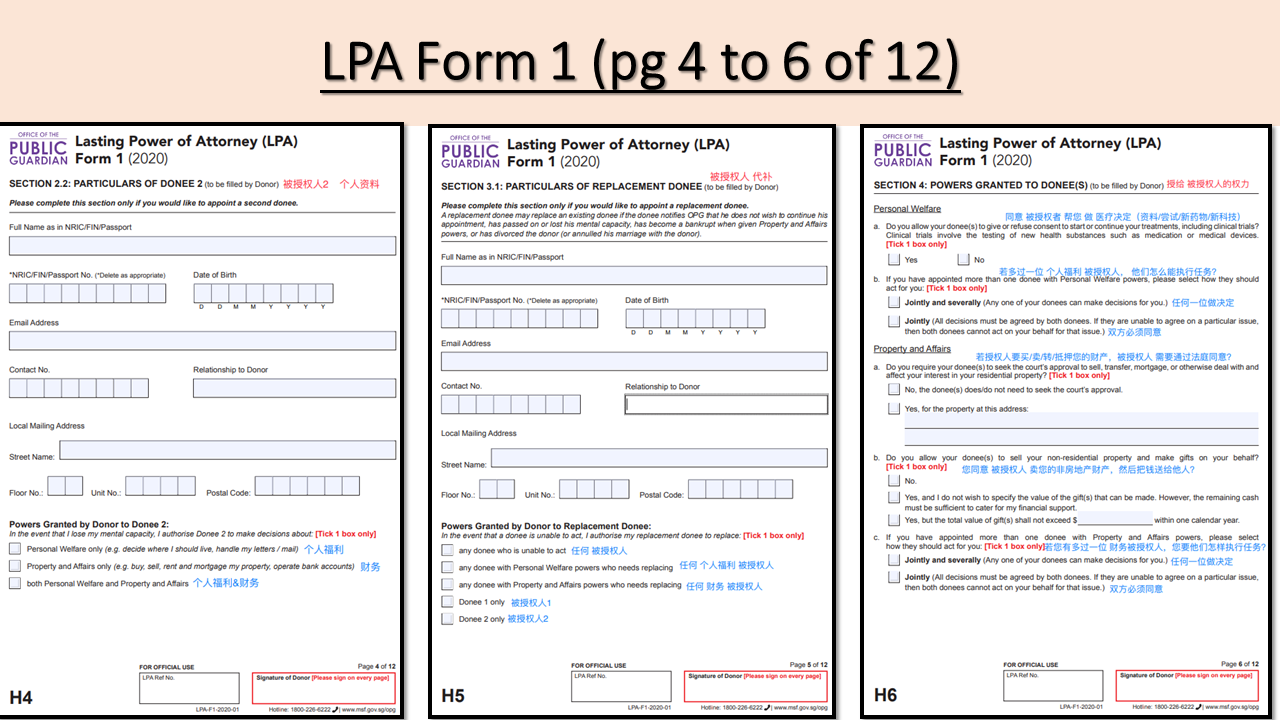 LPA Form 1 (pg 4 to 6 of 12)
OFFICE OF THE
PUBLIC
GUARDIAN
Lasting Power of Attorney (LPA)
Form 1 (2020)
SECTION 2.2: PARTICULARS OF DONEE 2 (to be filled by Donor) 被授权人2 个人资料
Please complete this section only if you would like to appoint a second donee.
Full Name as in NRIC/FIN/Passport
*NRIC/FIN/Passport No. (*Delete as appropriate) Date of Birth
D D M M Y Y Y Y
Email Address
Contact No. Relationship to Donor
Local Mailing Address
Street Name:
Floor No.: Unit No.: Postal Code:
Powers Granted by Donor to Donee 2:
In the event that I lose my mental capacity, I authorise Donee 2 to make decisions about: [Tick 1 box only]
Personal Welfare only (e.g. decide where I should live, handle my letters / mail) 个人福利
Property and Affairs only (e.g. buy, sell, rent and mortgage my property, operate bank accounts) 财务
both Personal Welfare and Property and Affairs 个人福利&财务
FOR OFFICIAL USE Page 4 of 12
LPA Ref No. Signature of Donor [Please sign on every page]
H4
LPA-F1-2020-01 Hotline: 1800-226-6222 | www.msf.gov.sg/opg
OFFICE OF THE
PUBLIC
GUARDIAN
Lasting Power of Attorney (LPA)
Form 1 (2020)
被授权人 代补
SECTION 3.1: PARTICULARS OF REPLACEMENT DONEE (to be filled by Donor)
Please complete this section only if you would like to appoint a replacement donee.
A replacement donee may replace an existing donee if the donee notifies OPG that he does not wish to continue his
appointment, has passed on or lost his mental capacity, has become a bankrupt when given Property and Affairs
powers, or has divorced the donor (or annulled his marriage with the donor).
Full Name as in NRIC/FIN/Passport
*NRIC/FIN/Passport No. (*Delete as appropriate) Date of Birth
D D M M Y Y Y Y
Email Address
Contact No. Relationship to Donor
Local Mailing Address
Street Name:
Floor No.: Unit No.: Postal Code:
Powers Granted by Donor to Replacement Donee:
In the event that a donee is unable to act, I authorise my replacement donee to replace: [Tick 1 box only]
any donee who is unable to act 任何 被授权人
any donee with Personal Welfare powers who needs replacing 任何 个人福利 被授权人
any donee with Property and Affairs powers who needs replacing 任何 财务 被授权人
Donee 1 only 被授权人1
Donee 2 only 被授权人2
FOR OFFICIAL USE Page 5 of 12
LPA Ref No. Signature of Donor [Please sign on every page]
H5
LPA-F1-2020-01 Hotline: 1800-226-6222 | www.msf.gov.sg/opg
OFFICE OF THE
PUBLIC
GUARDIAN
Lasting Power of Attorney (LPA)
Form 1 (2020)
SECTION 4: POWERS GRANTED TO DONEE(S) (to be filled by Donor) 授给 被授权人的权力
Personal Welfare
同意 被授权者 帮您 做 医疗决定（资料/尝试/新药物/新科技）
a. Do you allow your donee(s) to give or refuse consent to start or continue your treatments, including clinical trials?
Clinical trials involve the testing of new health substances such as medication or medical devices.
[Tick 1 box only]
Yes No
若多过一位 个人福利 被授权人， 他们怎么能执行任务?
b. If you have appointed more than one donee with Personal Welfare powers, please select how they should
act for you: [Tick 1 box only]
Jointly and severally (Any one of your donees can make decisions for you.) 任何一位做决定
Jointly (All decisions must be agreed by both donees. If they are unable to agree on a particular issue,
then both donees cannot act on your behalf for that issue.) 双方必须同意
Property and Affairs
若授权人要买/卖/转/抵押您的财产，被授权人 需要通过法庭同意?
a. Do you require your donee(s) to seek the court's approval to sell, transfer, mortgage, or otherwise deal with and
affect your interest in your residential property? [Tick 1 box only]
No, the donee(s) does/do not need to seek the court's approval.
Yes, for the property at this address:
b. Do you allow your donee(s) to sell your non-residential property and make gifts on your behalf?
[Tick 1 box only] 您同意 被授权人 卖您的非房地产财产，然后把钱送给他人?
No.
Yes, and I do not wish to specify the value of the gift(s) that can be made. However, the remaining cash
must be sufficient to cater for my financial support.
Yes, but the total value of gift(s) shall not exceed $ within one calendar year.
c. If you have appointed more than one donee with Property and Affairs powers, please select
how they should act for you: [Tick 1 box only]若您有多过一位 财务被授权人，您要他们怎样执行任务?
Jointly and severally (Any one of your donees can make decisions for you.) 任何一位做决定
Jointly (All decisions must be agreed by both donees. If they are unable to agree on a particular issue,
then both donees cannot act on your behalf for that issue.) 双方必须同意
FOR OFFICIAL USE Page 6 of 12
LPA Ref No. Signature of Donor [Please sign on every page]
H6
LPA-F1-2020-01 Hotline: 1800-226-6222 | www.msf.gov.sg/opg